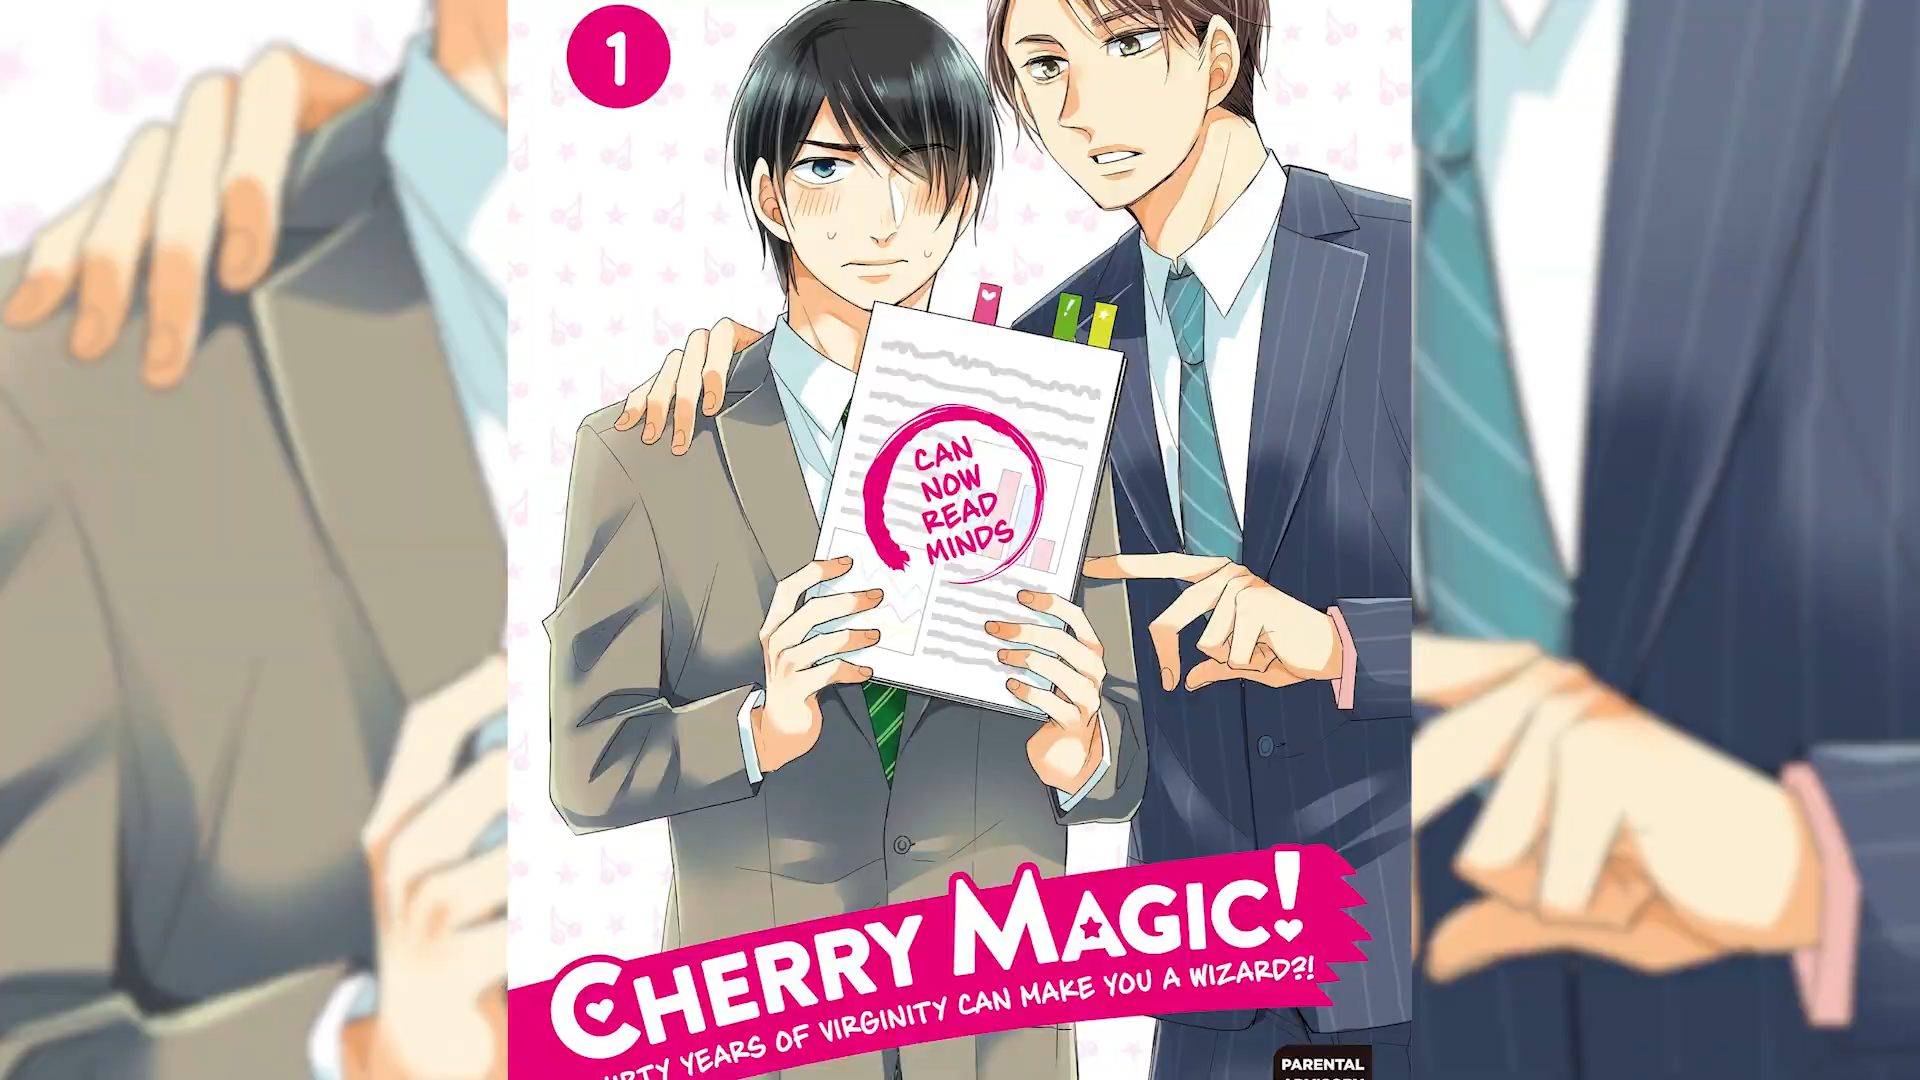 1
!
CAN
NOW
READ
MINDS
CHERRY MAGIC!
YEARS OF VIRGINITY CAN MAKE YOU A WIZARD?!
PARENTAL